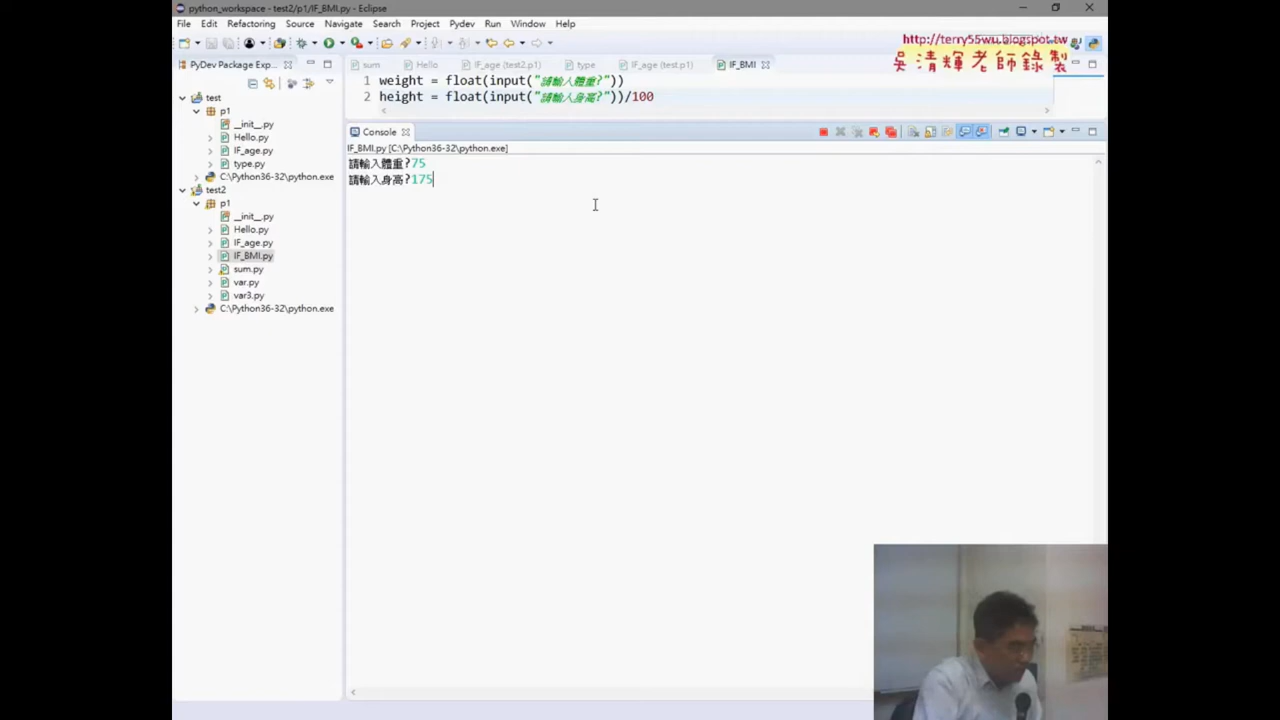 python_workspace - test2/p1/IF_BMI.py - Eclipse
File Edit Refactoring Source Navigate Search Project Pydev Run Window Help
http://terry55wu.blogspot.tw
吳清輝老師錄製
PyDev Package Exp...
sum Hello IF_age (test2.p1) type IF_age (test.p1) IF_BMI
1 weight = float(input("請輸入體重?"))
2 height = float(input("請輸入身高?"))/100
test
p1
__init__.py
Hello.py
IF_age.py
type.py
C:\Python36-32\python.exe
test2
p1
__init__.py
Hello.py
IF_age.py
IF_BMI.py
sum.py
var.py
var3.py
C:\Python36-32\python.exe
Console
IF_BMI.py [C:\Python36-32\python.exe]
請輸入體重?75
請輸入身高?175